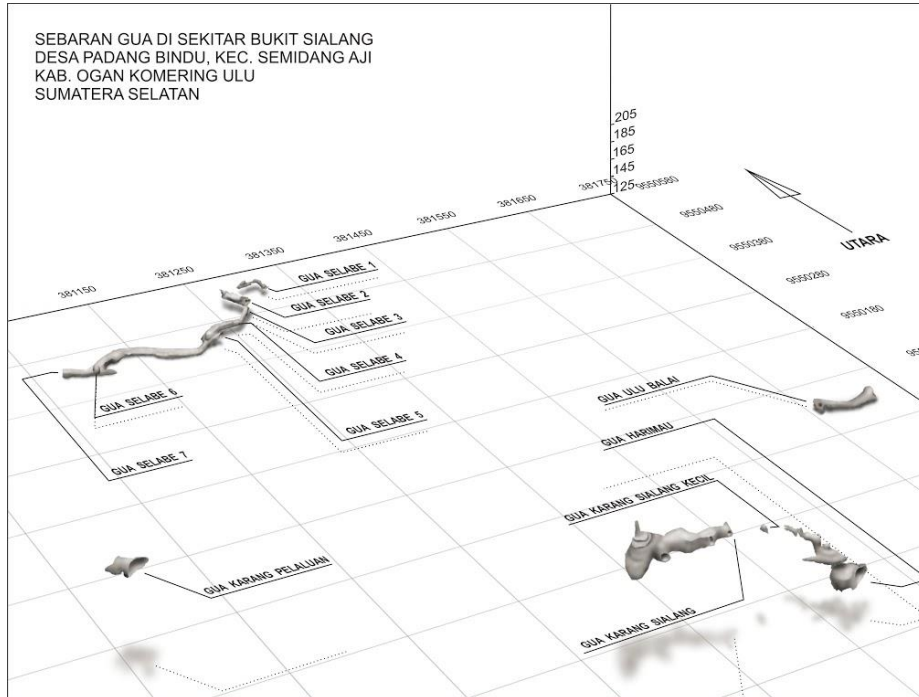 SEBARAN GUA DI SEKITAR BUKIT SIALANG
DESA PADANG BINDU, KEC. SEMIDANG AJI
KAB. OGAN KOMERING ULU
SUMATERA SELATAN
205
185
165
145
125
381750
9550580
381650
381550
381450
381350
381250
381150
9550480
9550380
9550280
9550180
UTARA
GUA SELABE 1
GUA SELABE 2
GUA SELABE 3
GUA SELABE 4
GUA SELABE 5
GUA SELABE 6
GUA SELABE 7
GUA ULU BALAI
GUA HARIMAU
GUA KARANG SIALANG KECIL
GUA KARANG PELALUAN
GUA KARANG SIALANG